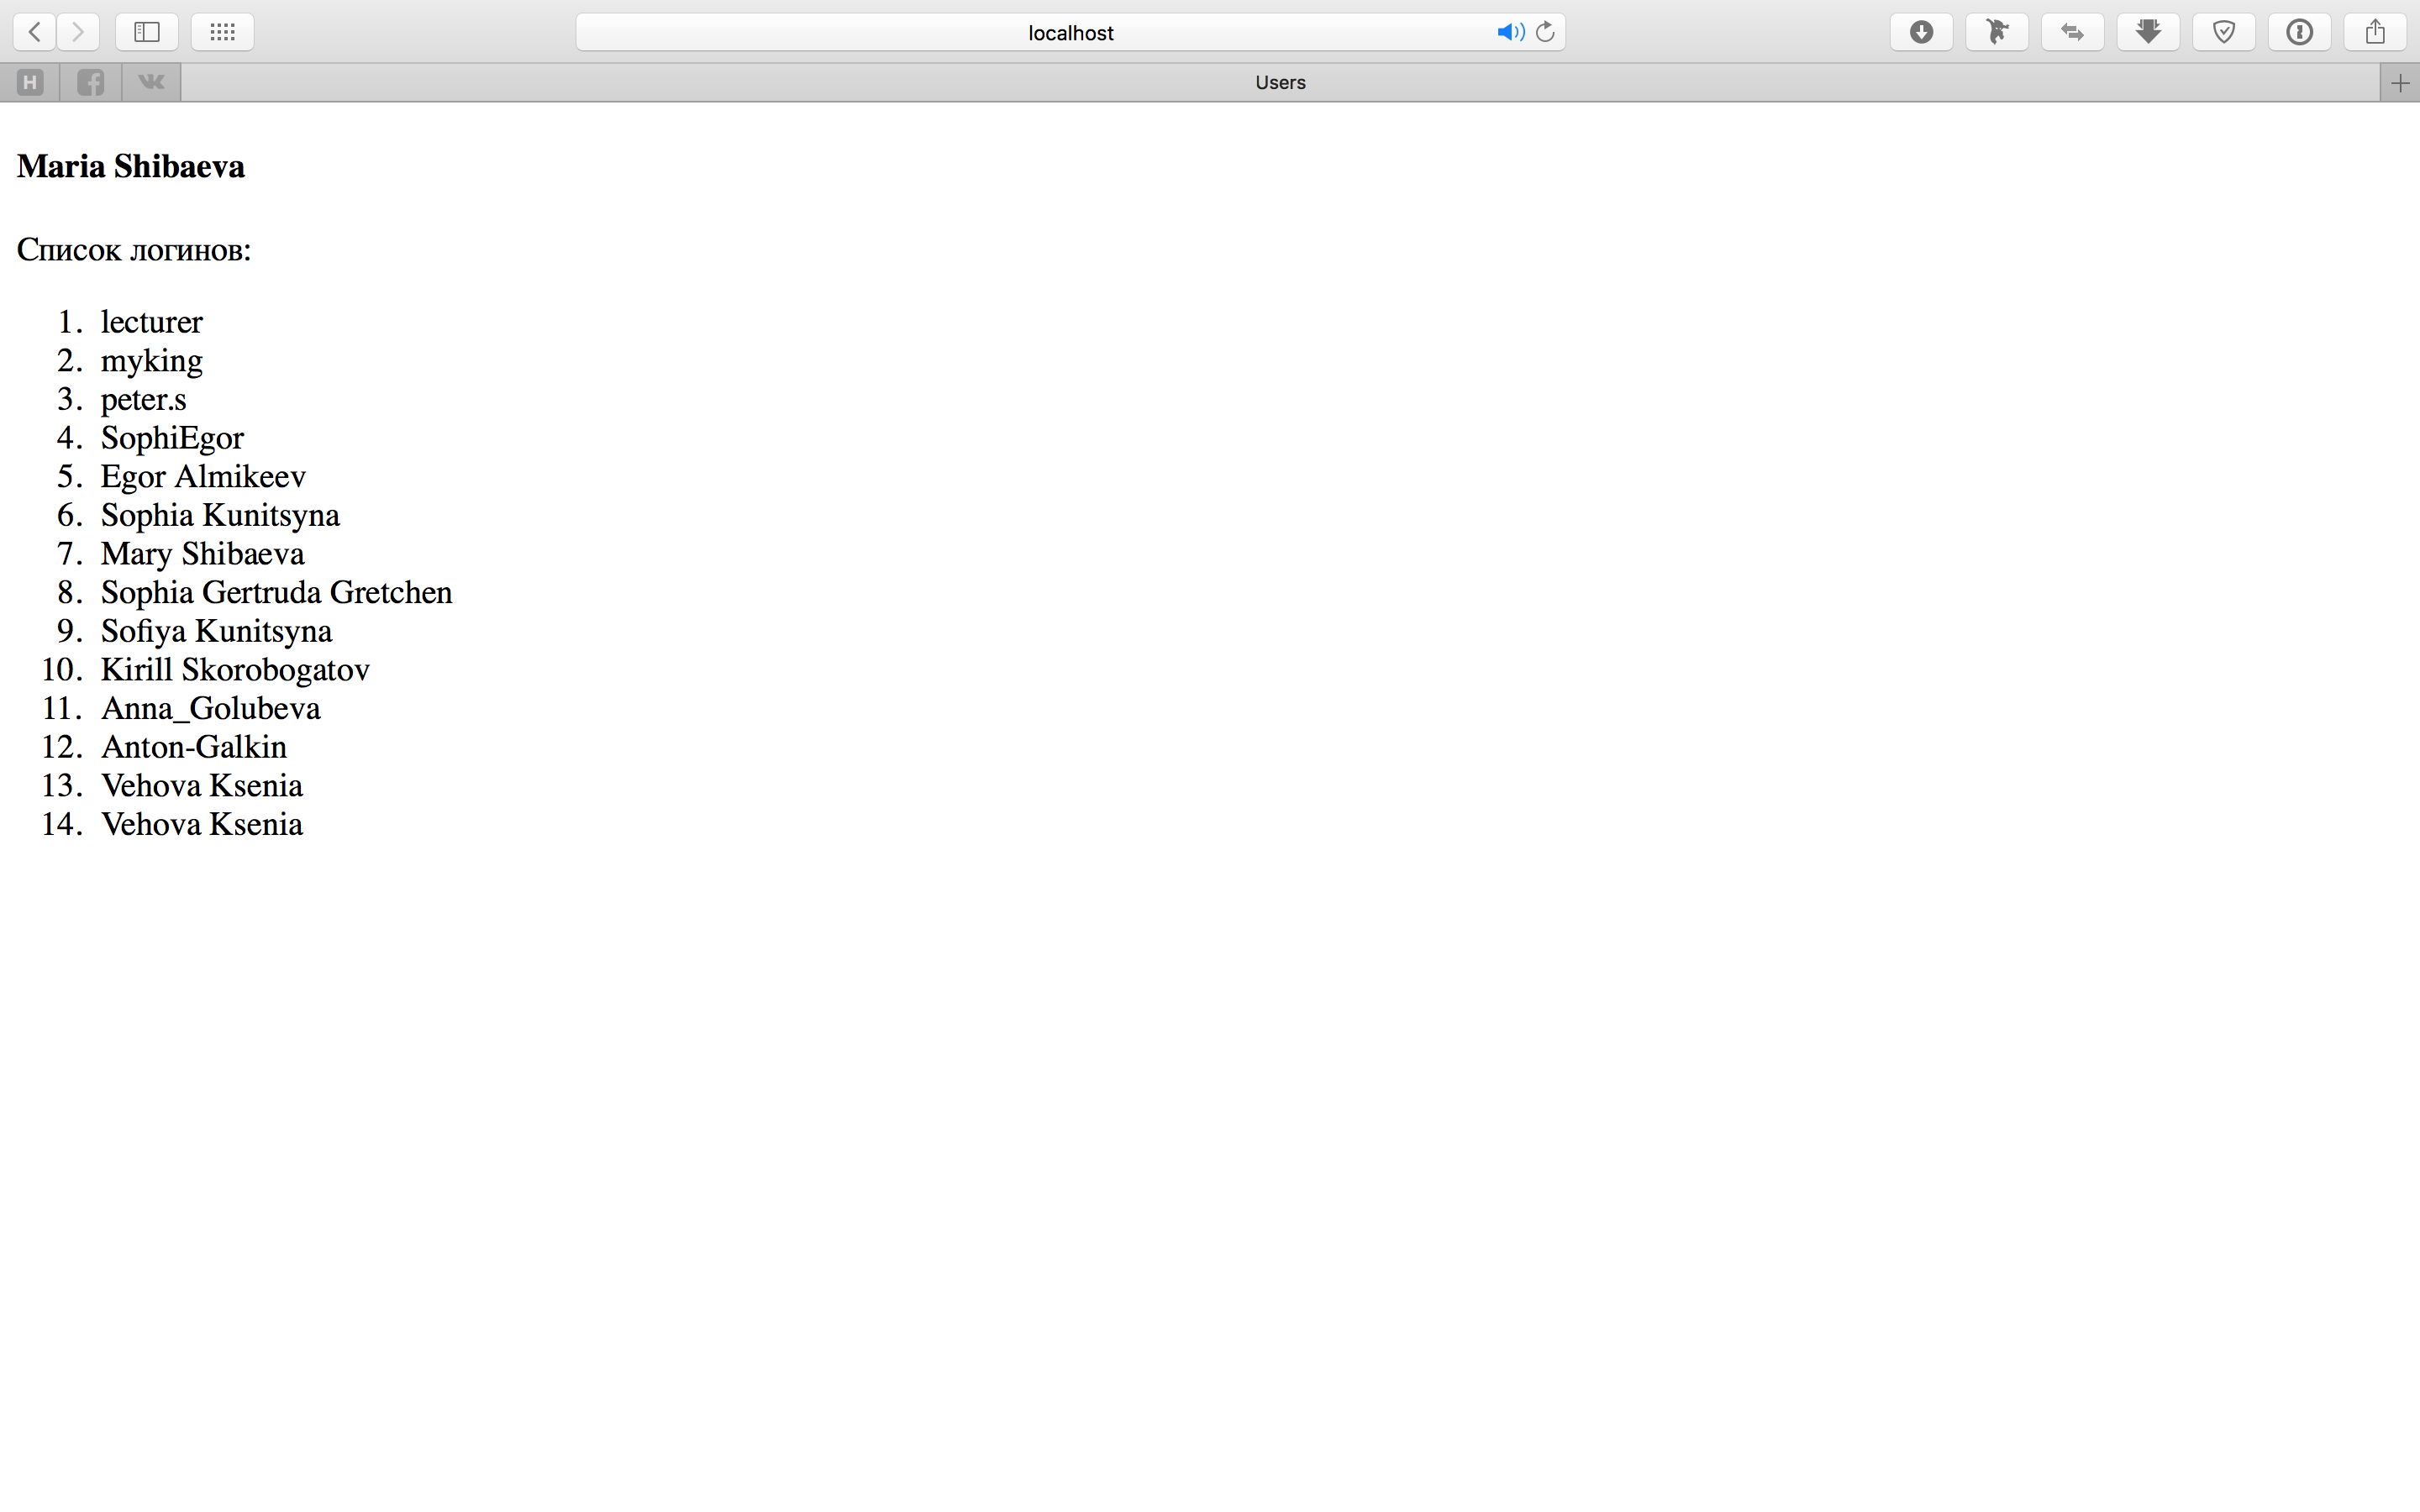 localhost
H
Users
Maria Shibaeva
Список логинов:
1. lecturer
2. myking
3. peter.s
4. SophiEgor
5. Egor Almikeev
6. Sophia Kunitsyna
7. Mary Shibaeva
8. Sophia Gertruda Gretchen
9. Sofiya Kunitsyna
10. Kirill Skorobogatov
11. Anna_Golubeva
12. Anton-Galkin
13. Vehova Ksenia
14. Vehova Ksenia